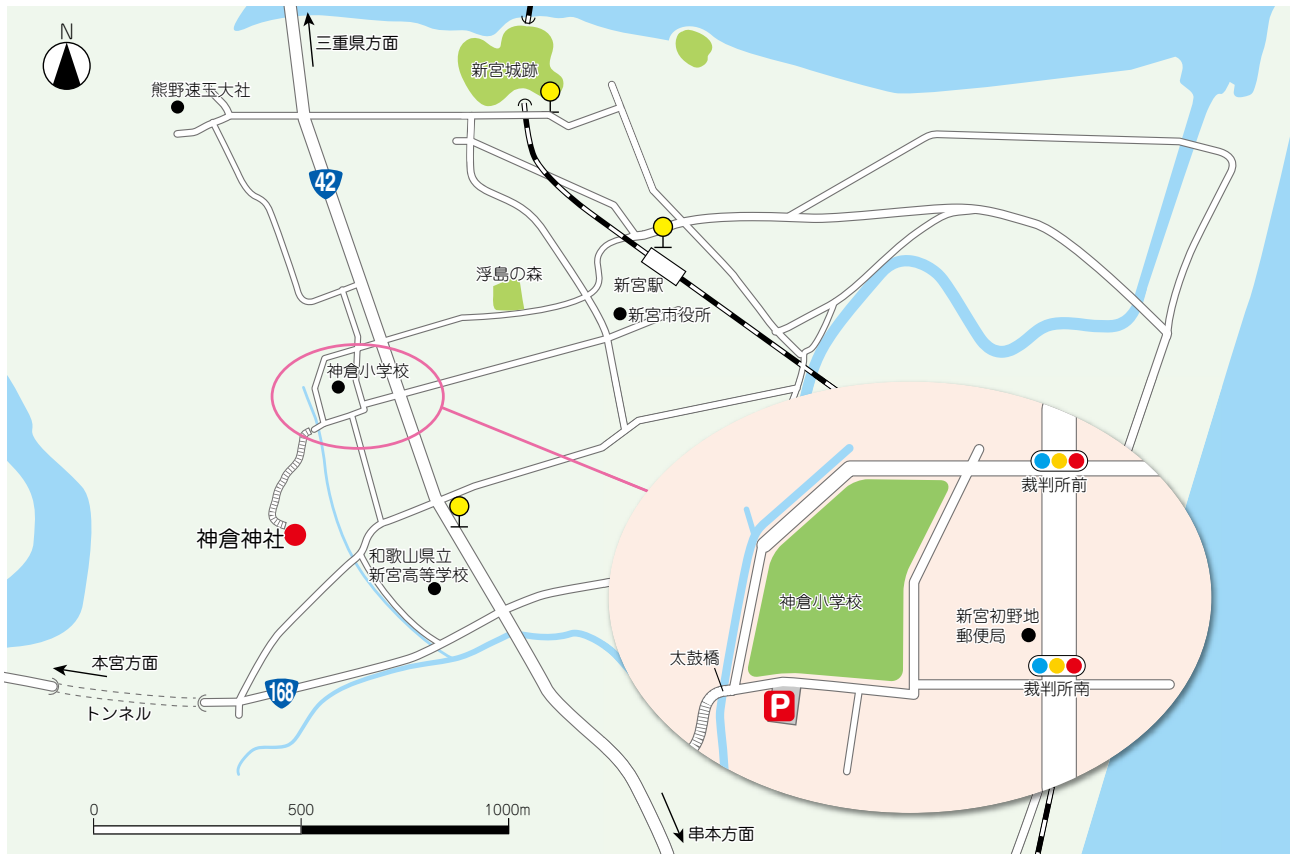 N
三重県方面
熊野速玉大社
新宮城跡
42
浮島の森
新宮駅
新宮市役所
神倉小学校
神倉神社
和歌山県立
新宮高等学校
本宮方面
トンネル
168
0 500 1000m
串本方面
裁判所前
神倉小学校
新宮初野地
郵便局
太鼓橋
P
裁判所南